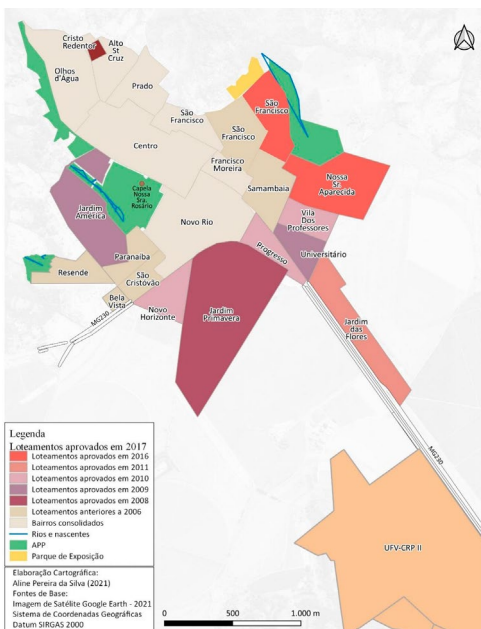 Cristo
Redentor
Alto
St
Cruz
Olhos
d'Água
Prado
São
Francisco
São
Francisco
São
Francisco
Centro
Francisco
Moreira
Nossa
Sr.
Aparecida
Samambaia
Capela
Nossa
Sra.
Rosário
Jardim
América
Vila
Dos
Professores
Novo Rio
Progresso
Universitário
Paranaíba
Resende
São
Cristovão
Bela
Vista
MG230
Novo
Horizonte
Jardim
Primavera
Jardim
das
Flores
MG230
UFV-CRP II
Legenda
Loteamentos aprovados em 2017
Loteamentos aprovados em 2016
Loteamentos aprovados em 2011
Loteamentos aprovados em 2010
Loteamentos aprovados em 2009
Loteamentos aprovados em 2008
Loteamentos anteriores a 2006
Bairros consolidados
Rios e nascentes
APP
Parque de Exposição
Elaboração Cartográfica:
Aline Pereira da Silva (2021)
Fontes de Base:
Imagem de Satélite Google Earth - 2021
Sistema de Coordenadas Geográficas
Datum SIRGAS 2000
0 500 1.000 m